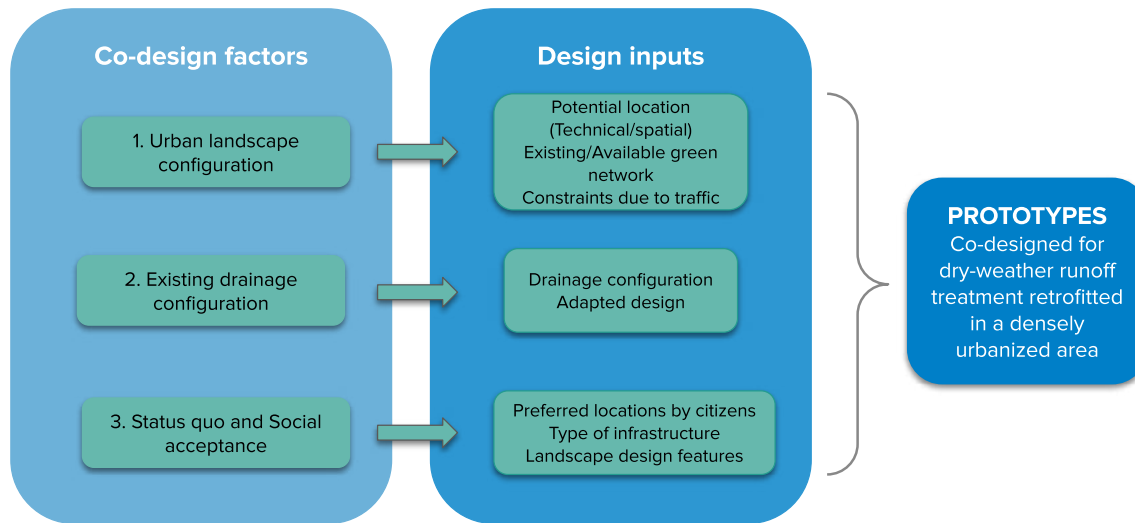 Co-design factors
1. Urban landscape
configuration
2. Existing drainage
configuration
3. Status quo and Social
acceptance
Design inputs
Potential location
(Technical/spatial)
Existing/Available green
network
Constraints due to traffic
Drainage configuration
Adapted design
Preferred locations by citizens
Type of infrastructure
Landscape design features
PROTOTYPES
Co-designed for
dry-weather runoff
treatment retrofitted
in a densely
urbanized area